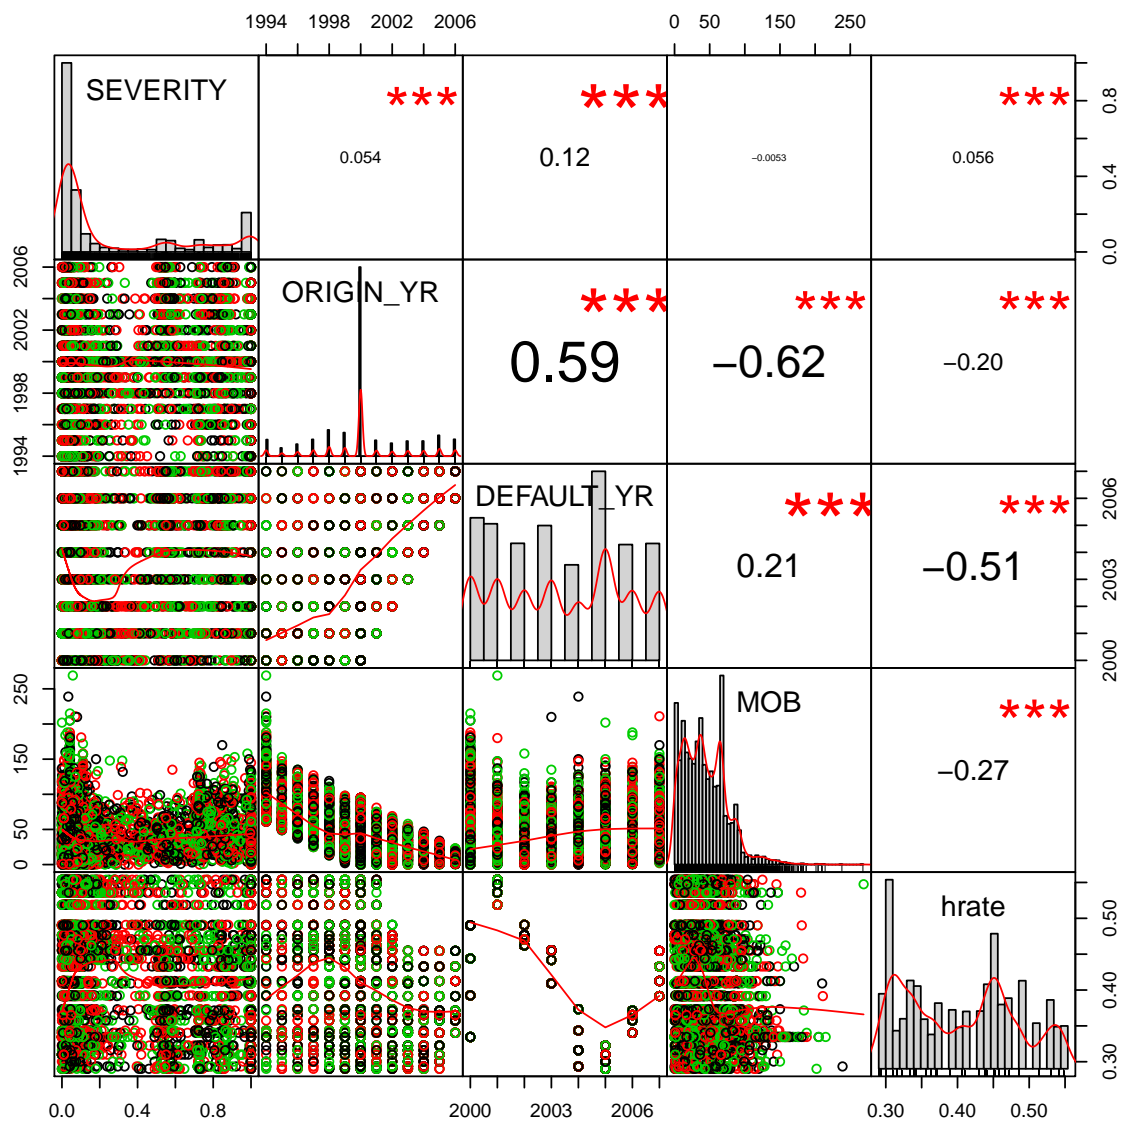 1994 1998 2002 2006 0 50 150 250
SEVERITY *** *** ***
0.054 0.12 −0.0053 0.056
0.0 0.4 0.8
ORIGIN_YR *** *** ***
0.59 −0.62 −0.20
1994 1998 2002 2006
DEFAULT_YR *** ***
0.21 −0.51
2000 2003 2006
MOB ***
−0.27
0 50 150 250
hrate
0.30 0.40 0.50
0.0 0.4 0.8 2000 2003 2006 0.30 0.40 0.50